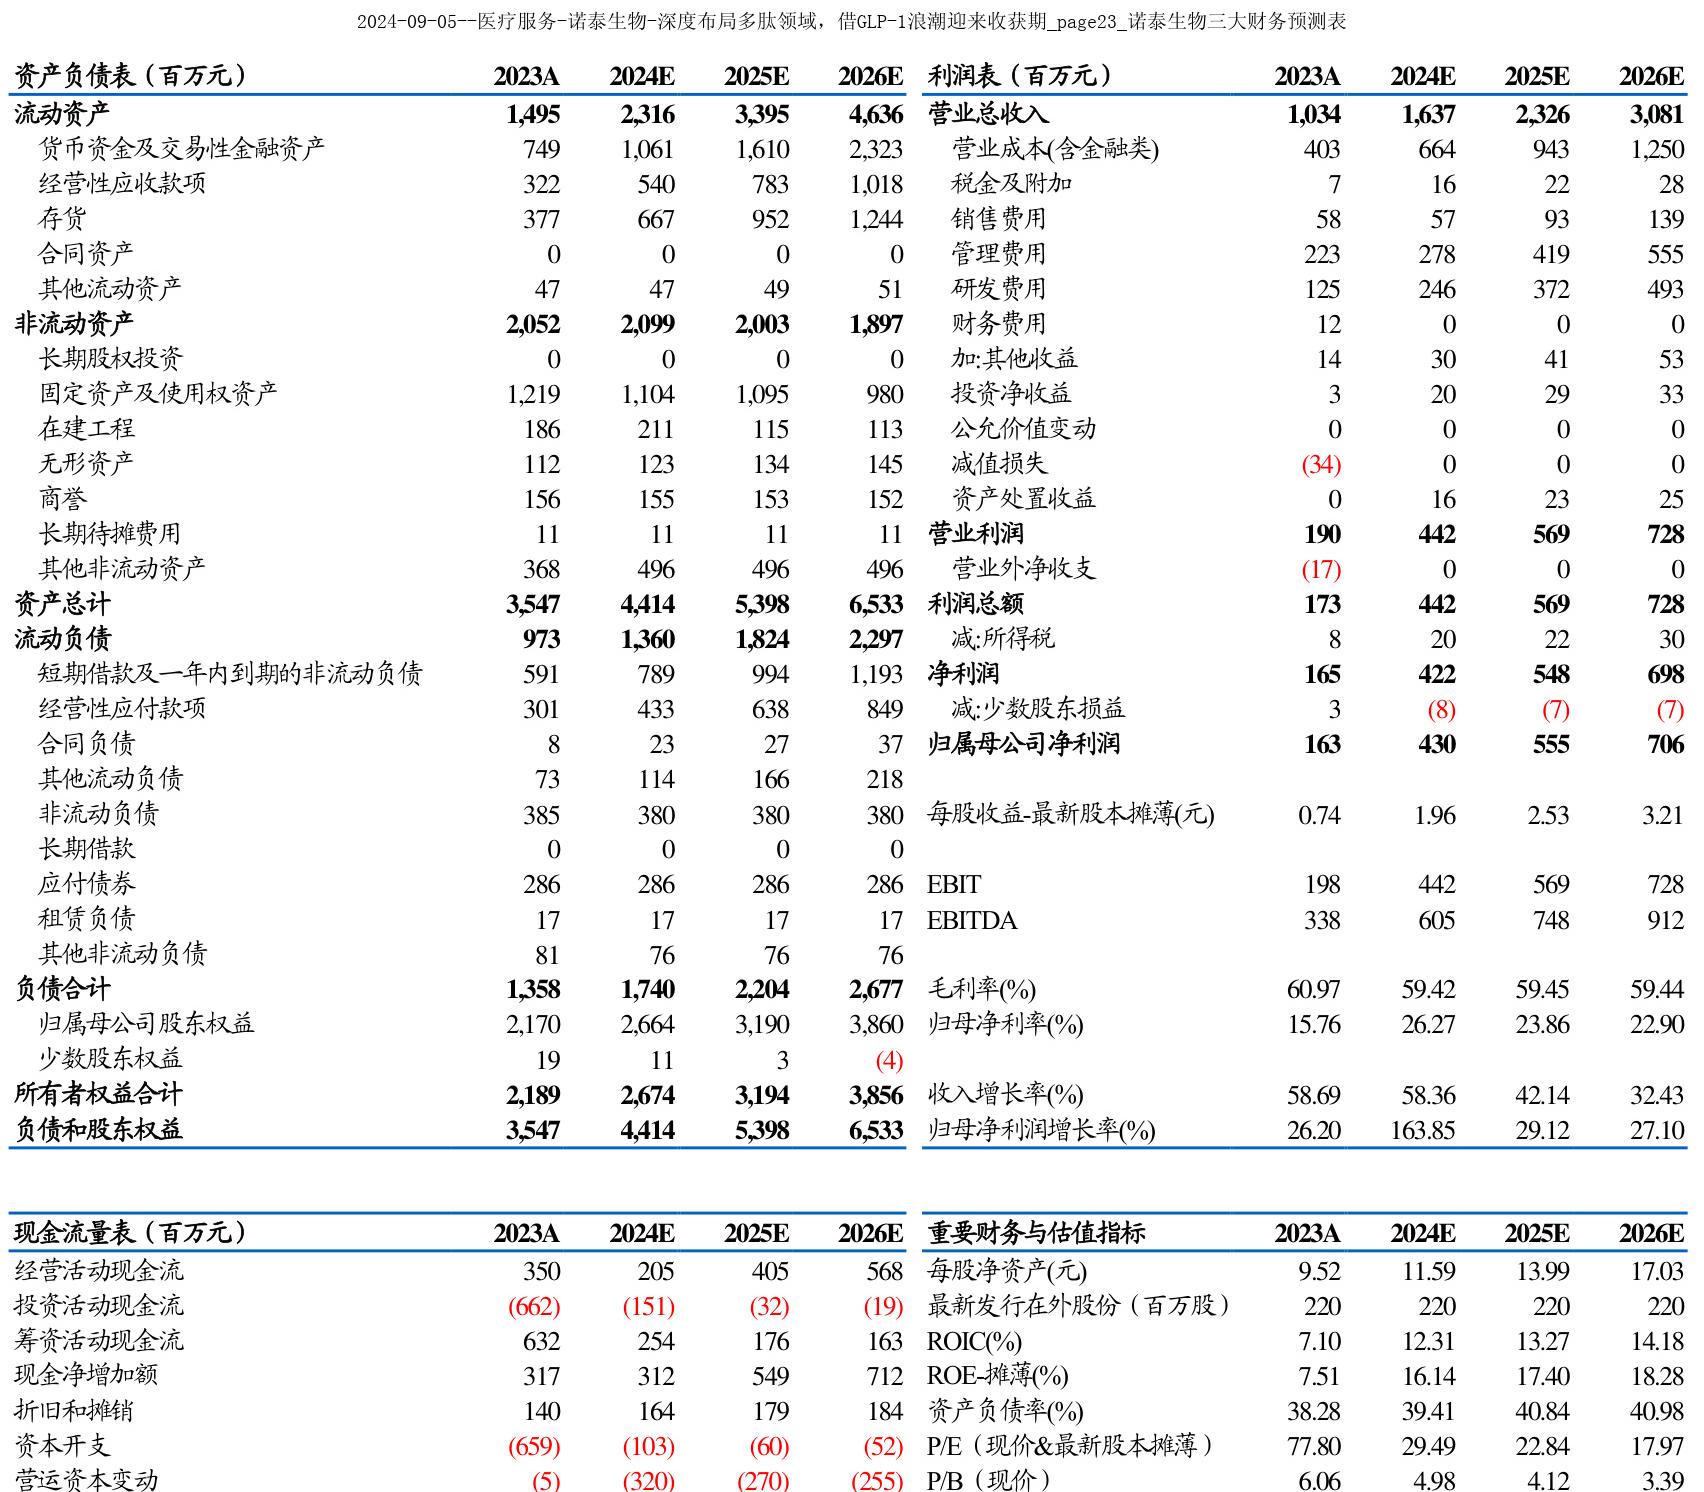 2024-09-05--医疗服务-诺泰生物-深度布局多肽领域，借GLP-1浪潮迎来收获期_page23_诺泰生物三大财务预测表
资产负债表（百万元） 2023A 2024E 2025E 2026E 利润表（百万元） 2023A 2024E 2025E 2026E
流动资产 1,495 2,316 3,395 4,636 营业总收入 1,034 1,637 2,326 3,081
货币资金及交易性金融资产 749 1,061 1,610 2,323 营业成本(含金融类) 403 664 943 1,250
经营性应收款项 322 540 783 1,018 税金及附加 7 16 22 28
存货 377 667 952 1,244 销售费用 58 57 93 139
合同资产 0 0 0 0 管理费用 223 278 419 555
其他流动资产 47 47 49 51 研发费用 125 246 372 493
非流动资产 2,052 2,099 2,003 1,897 财务费用 12 0 0 0
长期股权投资 0 0 0 0 加:其他收益 14 30 41 53
固定资产及使用权资产 1,219 1,104 1,095 980 投资净收益 3 20 29 33
在建工程 186 211 115 113 公允价值变动 0 0 0 0
无形资产 112 123 134 145 减值损失 (34) 0 0 0
商誉 156 155 153 152 资产处置收益 0 16 23 25
长期待摊费用 11 11 11 11 营业利润 190 442 569 728
其他非流动资产 368 496 496 496 营业外净收支 (17) 0 0 0
资产总计 3,547 4,414 5,398 6,533 利润总额 173 442 569 728
流动负债 973 1,360 1,824 2,297 减:所得税 8 20 22 30
短期借款及一年内到期的非流动负债 591 789 994 1,193 净利润 165 422 548 698
经营性应付款项 301 433 638 849 减:少数股东损益 3 (8) (7) (7)
合同负债 8 23 27 37 归属母公司净利润 163 430 555 706
其他流动负债 73 114 166 218
非流动负债 385 380 380 380 每股收益-最新股本摊薄(元) 0.74 1.96 2.53 3.21
长期借款 0 0 0 0
应付债券 286 286 286 286 EBIT 198 442 569 728
租赁负债 17 17 17 17 EBITDA 338 605 748 912
其他非流动负债 81 76 76 76
负债合计 1,358 1,740 2,204 2,677 毛利率(%) 60.97 59.42 59.45 59.44
归属母公司股东权益 2,170 2,664 3,190 3,860 归母净利率(%) 15.76 26.27 23.86 22.90
少数股东权益 19 11 3 (4)
所有者权益合计 2,189 2,674 3,194 3,856 收入增长率(%) 58.69 58.36 42.14 32.43
负债和股东权益 3,547 4,414 5,398 6,533 归母净利润增长率(%) 26.20 163.85 29.12 27.10
现金流量表（百万元） 2023A 2024E 2025E 2026E 重要财务与估值指标 2023A 2024E 2025E 2026E
经营活动现金流 350 205 405 568 每股净资产(元) 9.52 11.59 13.99 17.03
投资活动现金流 (662) (151) (32) (19) 最新发行在外股份（百万股） 220 220 220 220
筹资活动现金流 632 254 176 163 ROIC(%) 7.10 12.31 13.27 14.18
现金净增加额 317 312 549 712 ROE-摊薄(%) 7.51 16.14 17.40 18.28
折旧和摊销 140 164 179 184 资产负债率(%) 38.28 39.41 40.84 40.98
资本开支 (659) (103) (60) (52) P/E（现价&最新股本摊薄） 77.80 29.49 22.84 17.97
营运资本变动 (5) (320) (270) (255) P/B（现价） 6.06 4.98 4.12 3.39